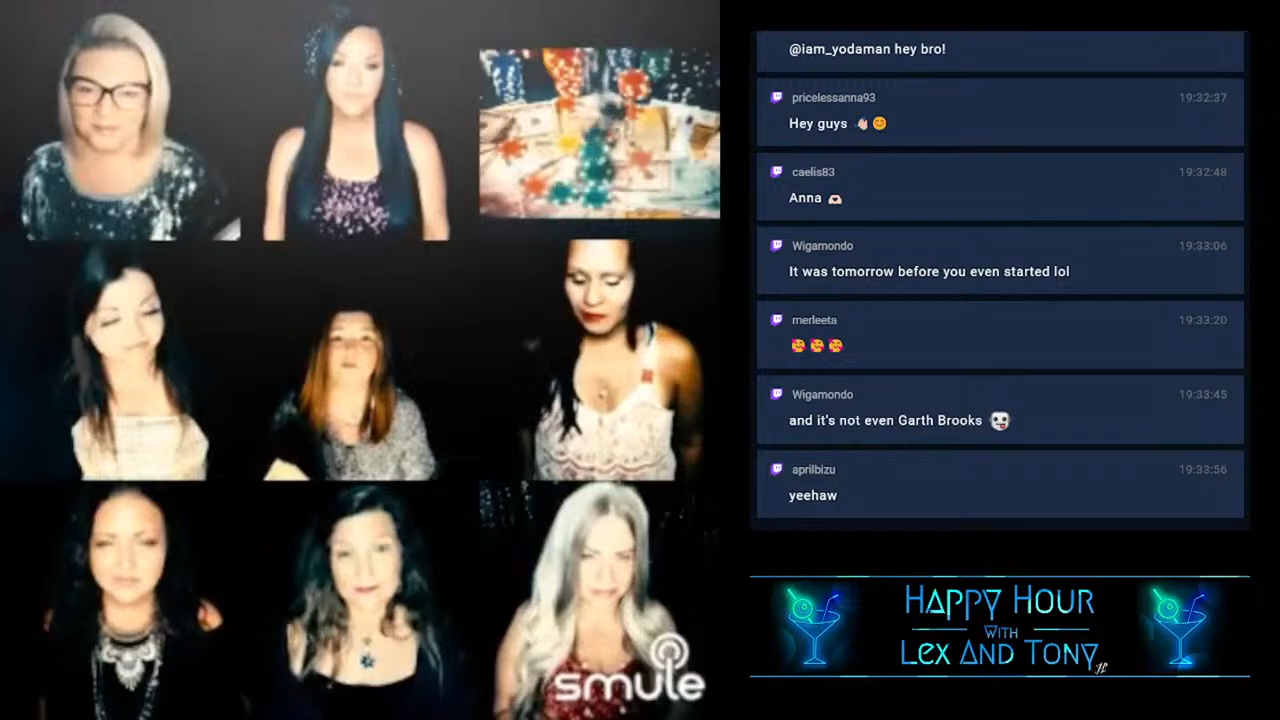 @iam_yodaman hey bro!
pricelessanna93 19:32:37
Hey guys 👋🏻😊
caelis83 19:32:48
Anna 🫶🏻
Wigamondo 19:33:06
It was tomorrow before you even started lol
merleeta 19:33:20
🥰🥰🥰
Wigamondo 19:33:45
and it's not even Garth Brooks
aprilbizu 19:33:56
yeehaw
HAPPY HOUR
WITH
LEX AND TONY
smule